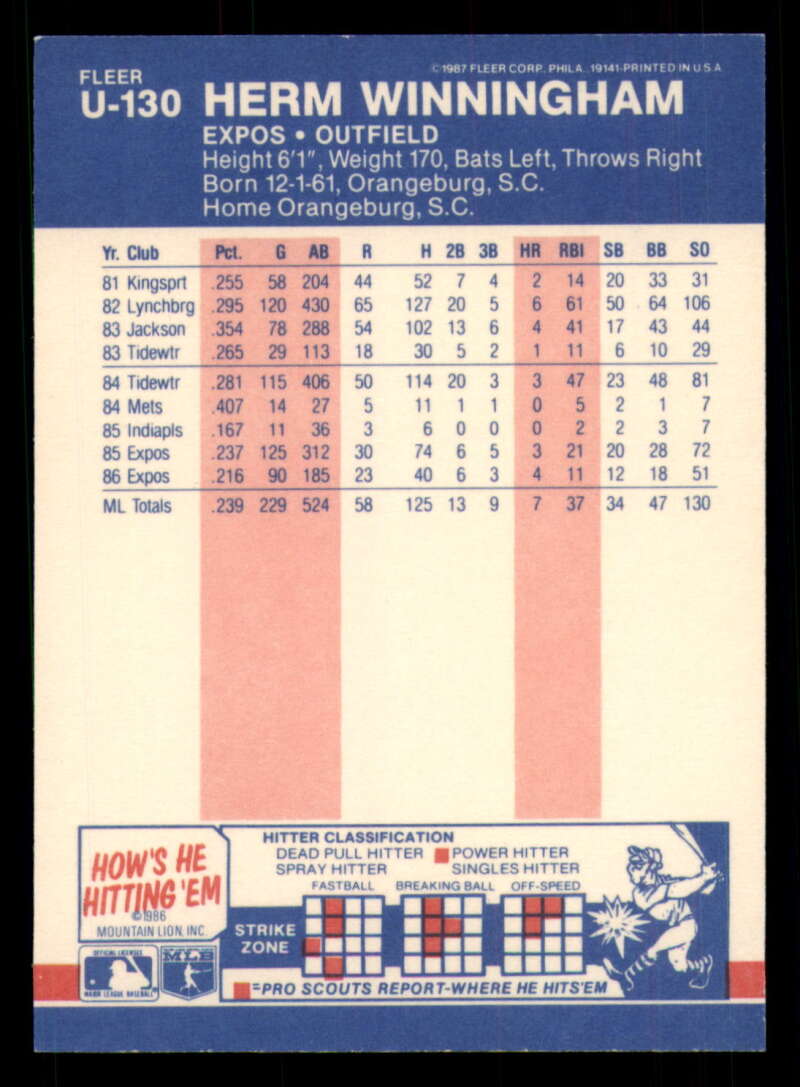 ©1987 FLEER CORP. PHILA., 19141-PRINTED IN U.S.A
FLEER
U-130 HERM WINNINGHAM
EXPOS • OUTFIELD
Height 6'1", Weight 170, Bats Left, Throws Right
Born 12-1-61, Orangeburg, S.C.
Home Orangeburg, S.C.
Yr. Club Pct. G AB R H 2B 3B HR RBI SB BB SO
81 Kingsprt .255 58 204 44 52 7 4 2 14 20 33 31
82 Lynchbrg .295 120 430 65 127 20 5 6 61 50 64 106
83 Jackson .354 78 288 54 102 13 6 4 41 17 43 44
83 Tidewtr .265 29 113 18 30 5 2 1 11 6 10 29
84 Tidewtr .281 115 406 50 114 20 3 3 47 23 48 81
84 Mets .407 14 27 5 11 1 1 0 5 2 1 7
85 Indiapls .167 11 36 3 6 0 0 0 2 2 3 7
85 Expos .237 125 312 30 74 6 5 3 21 20 28 72
86 Expos .216 90 185 23 40 6 3 4 11 12 18 51
ML Totals .239 229 524 58 125 13 9 7 37 34 47 130
HOW'S HE
HITTING 'EM
©1986
MOUNTAIN LION, INC.
HITTER CLASSIFICATION
DEAD PULL HITTER POWER HITTER
SPRAY HITTER SINGLES HITTER
FASTBALL BREAKING BALL OFF-SPEED
STRIKE
ZONE
OFFICIAL LICENSEE
MAJOR LEAGUE BASEBALL
MLB
=PRO SCOUTS REPORT-WHERE HE HITS'EM